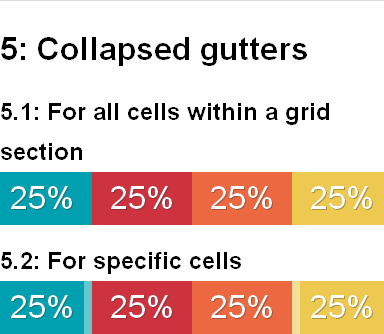 5: Collapsed gutters
5.1: For all cells within a grid
section
25% 25% 25% 25%
5.2: For specific cells
25% 25% 25% 25%